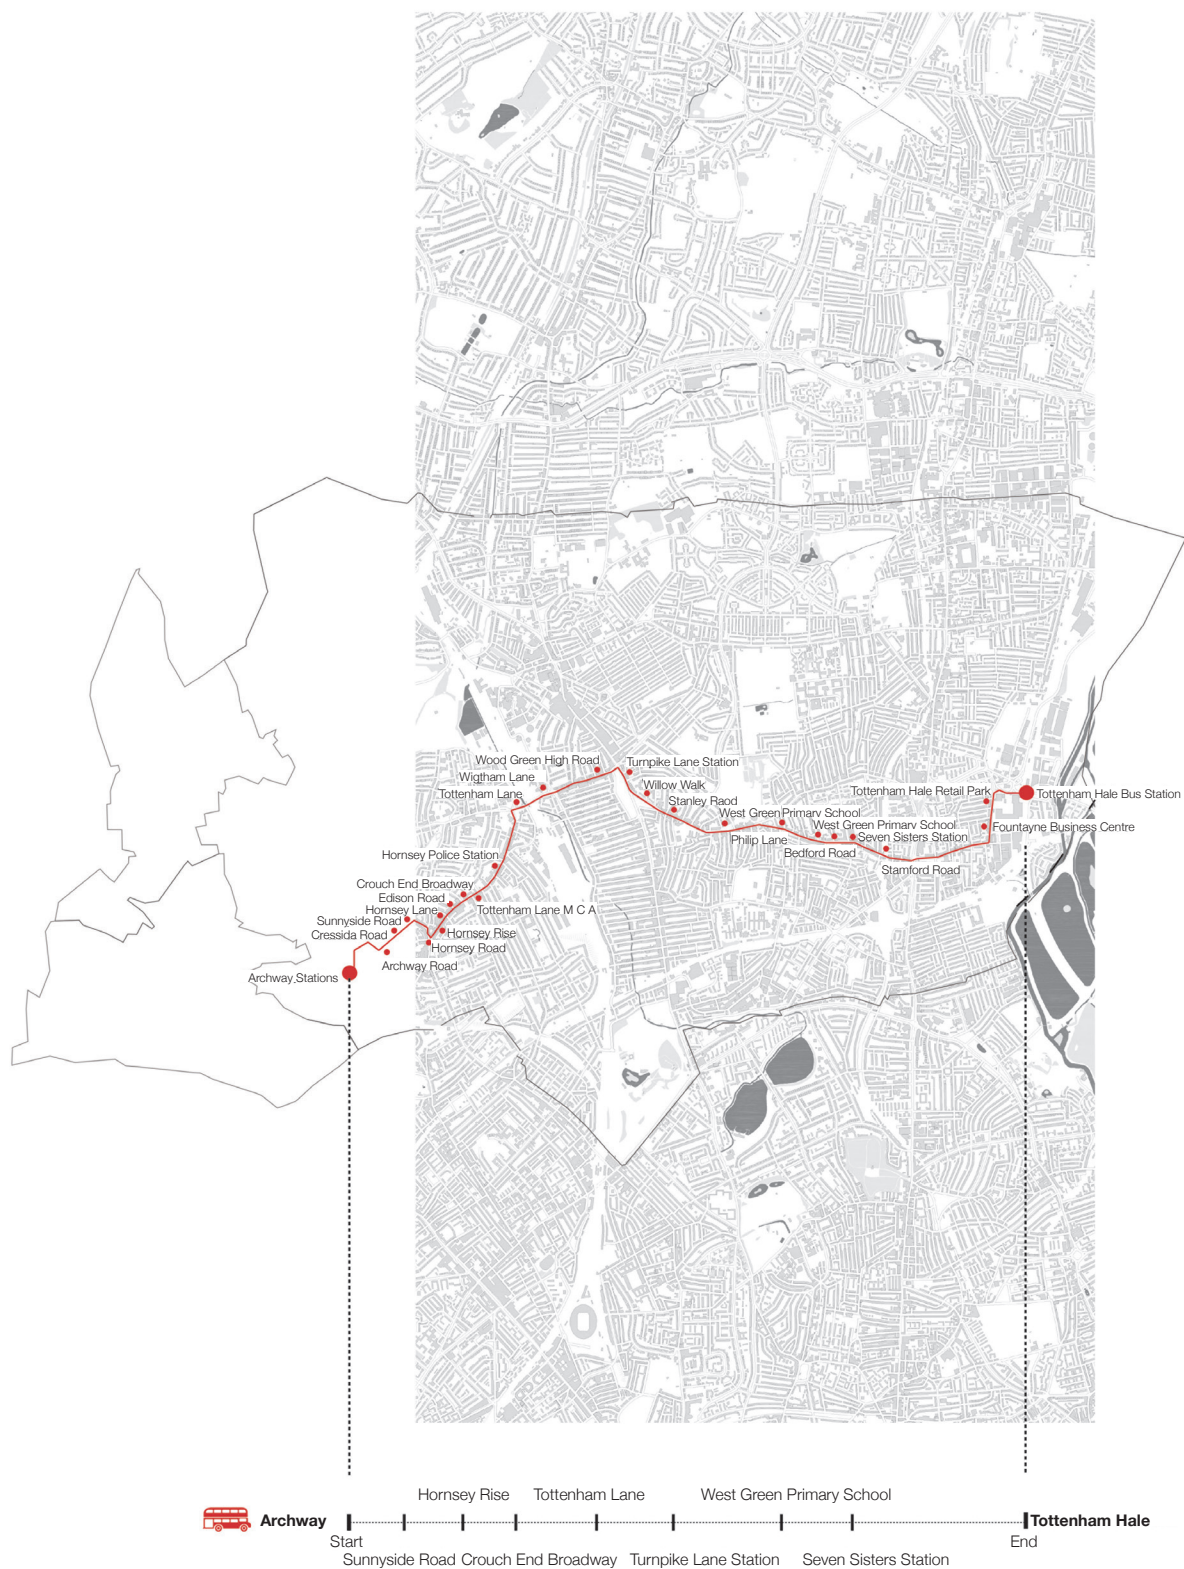 Wood Green High Road
Turnpike Lane Station
Wigtham Lane
Willow Walk
Tottenham Lane
Stanley Raod
Tottenham Hale Retail Park
Tottenham Hale Bus Station
West Green Primary School
West Green Primary School
Fountayne Business Centre
Philip Lane
Seven Sisters Station
Bedford Road
Hornsey Police Station
Stamford Road
Crouch End Broadway
Edison Road
Hornsey Lane
Tottenham Lane M C A
Sunnyside Road
Cressida Road
Hornsey Rise
Hornsey Road
Archway Road
Archway Stations
Hornsey Rise Tottenham Lane West Green Primary School
Archway Tottenham Hale
Start End
Sunnyside Road Crouch End Broadway Turnpike Lane Station Seven Sisters Station